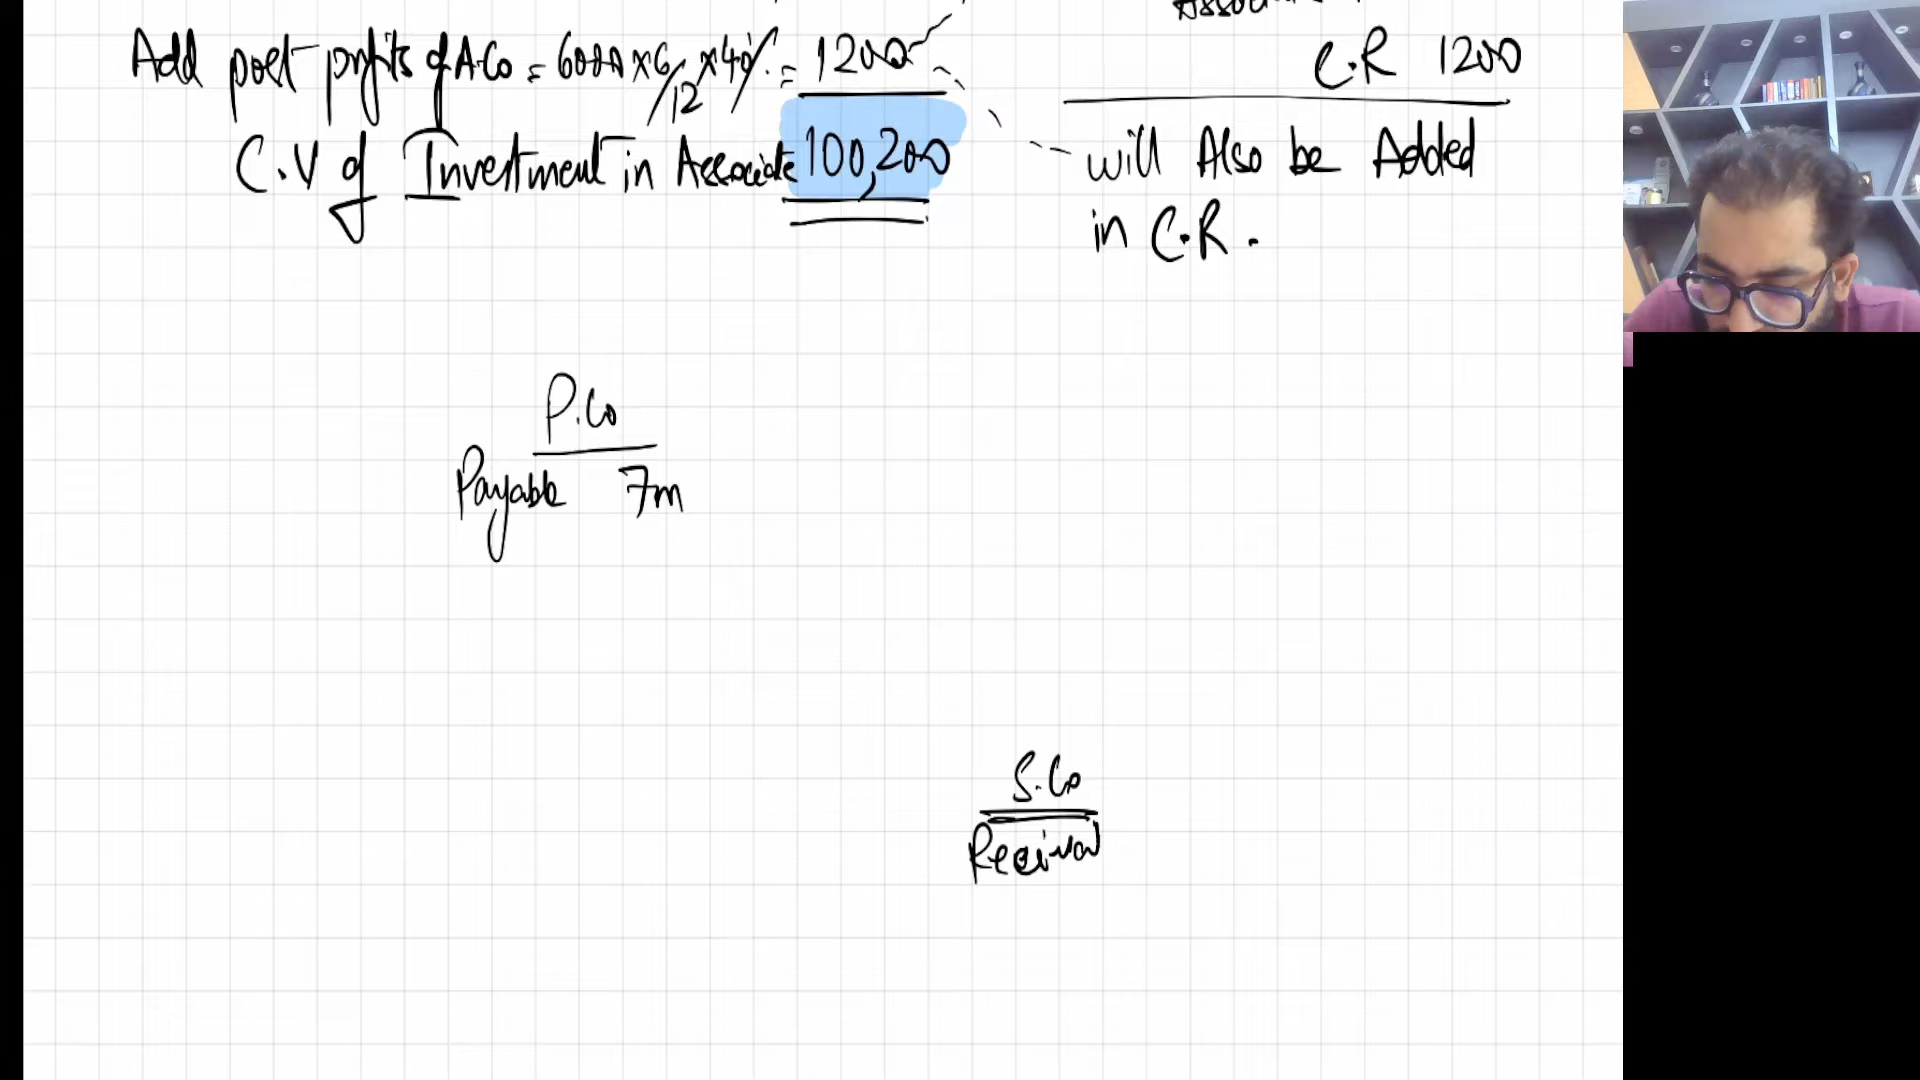 Add post profits of A.Co = 6000 x 6/12 x 40% = 1200
C.V of Investment in Associate 100,200
C.R 1200
will Also be Added
in C.R.
P.Co
Payable 7m
S.Co
Receival